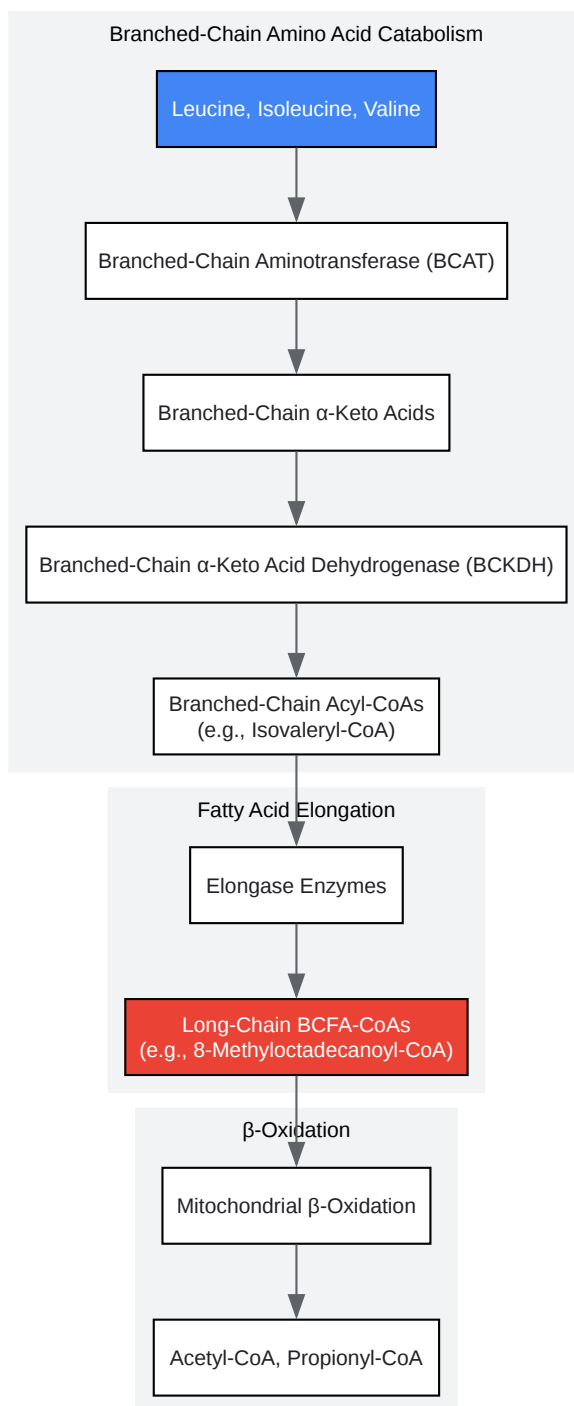 Branched-Chain Amino Acid Catabolism
Leucine, Isoleucine, Valine
Branched-Chain Aminotransferase (BCAT)
Branched-Chain α-Keto Acids
Branched-Chain α-Keto Acid Dehydrogenase (BCKDH)
Branched-Chain Acyl-CoAs
(e.g., Isovaleryl-CoA)
Fatty Acid Elongation
Elongase Enzymes
Long-Chain BCFA-CoAs
(e.g., 8-Methyloctadecanoyl-CoA)
β-Oxidation
Mitochondrial β-Oxidation
Acetyl-CoA, Propionyl-CoA